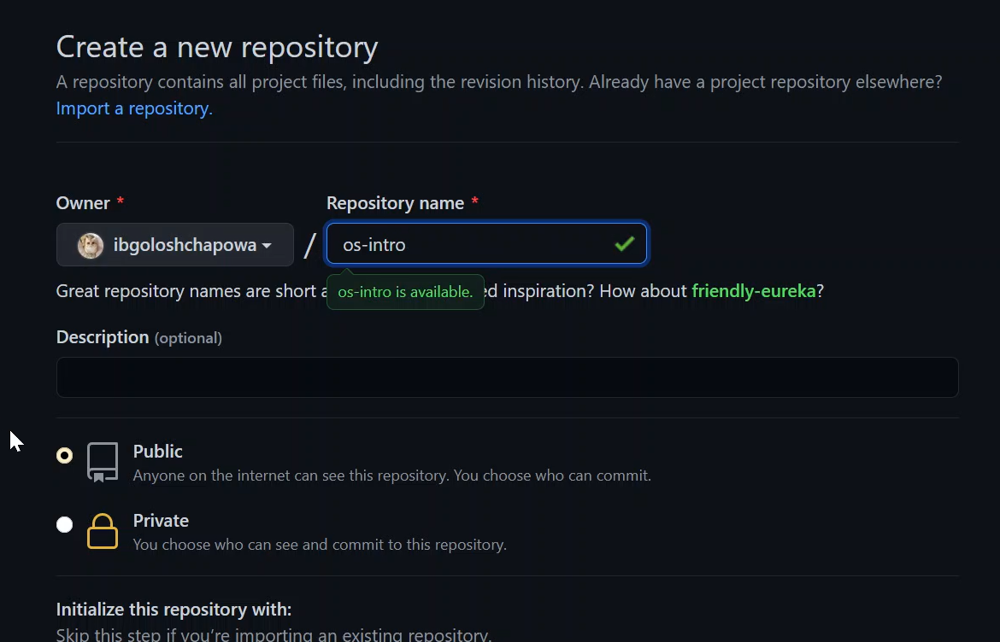 Create a new repository
A repository contains all project files, including the revision history. Already have a project repository elsewhere?
Import a repository.
Owner *
Repository name *
ibgoloshchapowa
/
os-intro
Great repository names are short
os-intro is available.
inspiration? How about friendly-eureka?
Description (optional)
Public
Anyone on the internet can see this repository. You choose who can commit.
Private
You choose who can see and commit to this repository.
Initialize this repository with:
Skip this step if you're importing an existing repository.